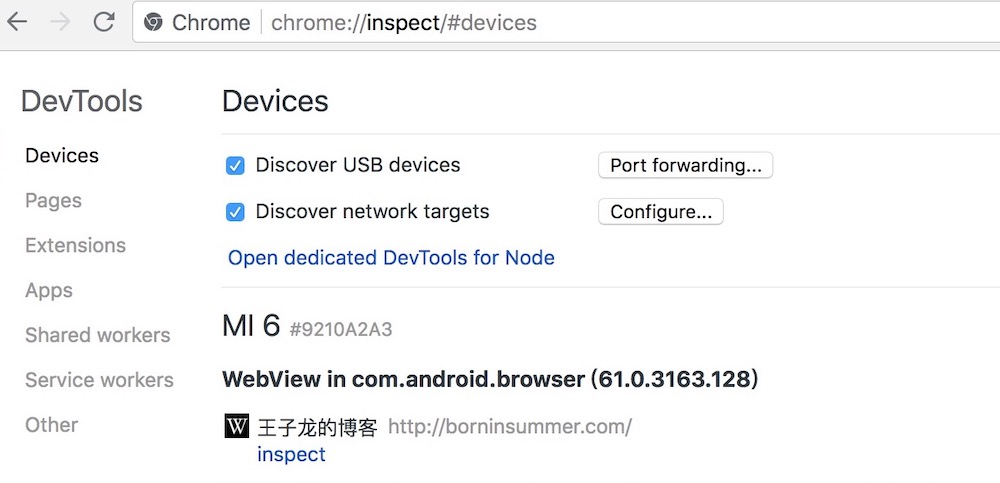 Chrome chrome://inspect/#devices
DevTools
Devices
Pages
Extensions
Apps
Shared workers
Service workers
Other
Devices
Discover USB devices Port forwarding...
Discover network targets Configure...
Open dedicated DevTools for Node
MI 6 #9210A2A3
WebView in com.android.browser (61.0.3163.128)
W 王子龙的博客 http://borninsummer.com/
inspect